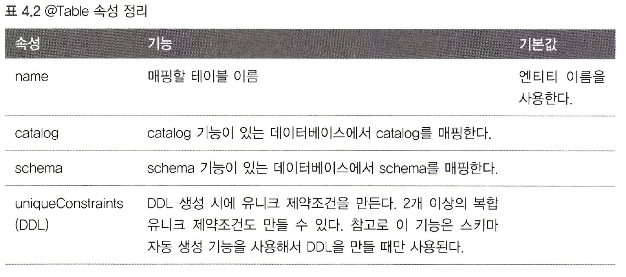 표 4.2 @Table 속성 정리
속성 기능 기본값
name 매핑할 테이블 이름 엔티티 이름을
사용한다.
catalog catalog 기능이 있는 데이터베이스에서 catalog를 매핑한다.
schema schema 기능이 있는 데이터베이스에서 schema를 매핑한다.
uniqueConstraints DDL 생성 시에 유니크 제약조건을 만든다. 2개 이상의 복합
(DDL) 유니크 제약조건도 만들 수 있다. 참고로 이 기능은 스키마
자동 생성 기능을 사용해서 DDL을 만들 때만 사용된다.